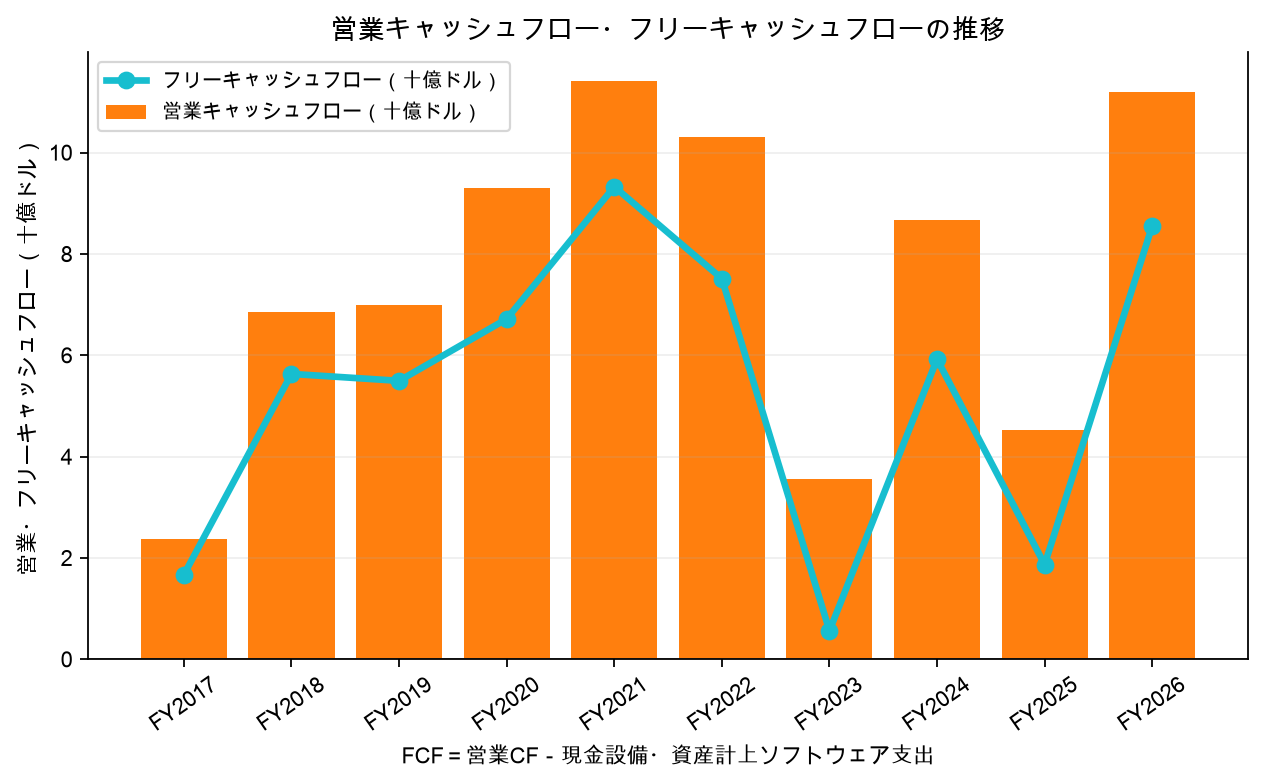 営業キャッシュフロー・フリーキャッシュフローの推移
フリーキャッシュフロー（十億ドル）
営業キャッシュフロー（十億ドル）
営業・フリーキャッシュフロー（十億ドル）
10
8
6
4
2
0
FY2017
FY2018
FY2019
FY2020
FY2021
FY2022
FY2023
FY2024
FY2025
FY2026
FCF = 営業CF - 現金設備・資産計上ソフトウェア支出